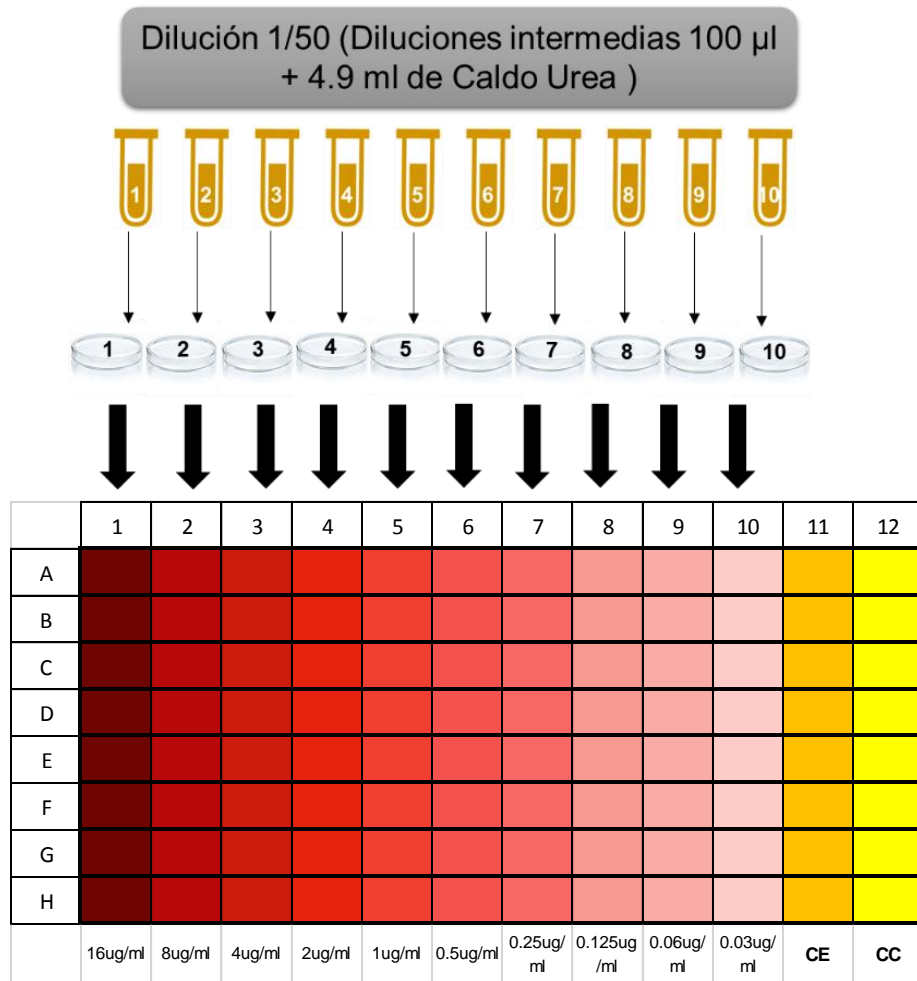 Dilución 1/50 (Diluciones intermedias 100 µl
+ 4.9 ml de Caldo Urea )
1 2 3 4 5 6 7 8 9 10
1 2 3 4 5 6 7 8 9 10
1 2 3 4 5 6 7 8 9 10 11 12
A
B
C
D
E
F
G
H
16ug/ml 8ug/ml 4ug/ml 2ug/ml 1ug/ml 0.5ug/ml 0.25ug/ml 0.125ug/ml 0.06ug/ml 0.03ug/ml CE CC